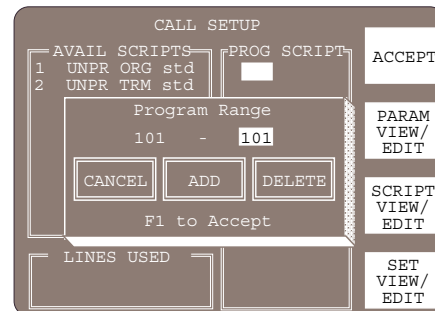 CALL SETUP
AVAIL SCRIPTS
PROG SCRIPT
1 UNPR ORG std
2 UNPR TRM std
Program Range
101 - 101
CANCEL ADD DELETE
F1 to Accept
LINES USED
ACCEPT
PARAM
VIEW/
EDIT
SCRIPT
VIEW/
EDIT
SET
VIEW/
EDIT